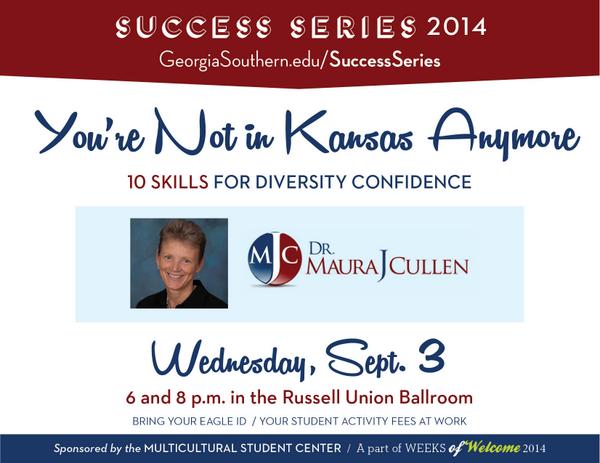 SUCCESS SERIES 2014
GeorgiaSouthern.edu/SuccessSeries
You're Not in Kansas Anymore
10 SKILLS FOR DIVERSITY CONFIDENCE
MJC
DR.
MAURA J CULLEN
Wednesday, Sept. 3
6 and 8 p.m. in the Russell Union Ballroom
BRING YOUR EAGLE ID / YOUR STUDENT ACTIVITY FEES AT WORK
Sponsored by the MULTICULTURAL STUDENT CENTER / A part of WEEKS of Welcome 2014